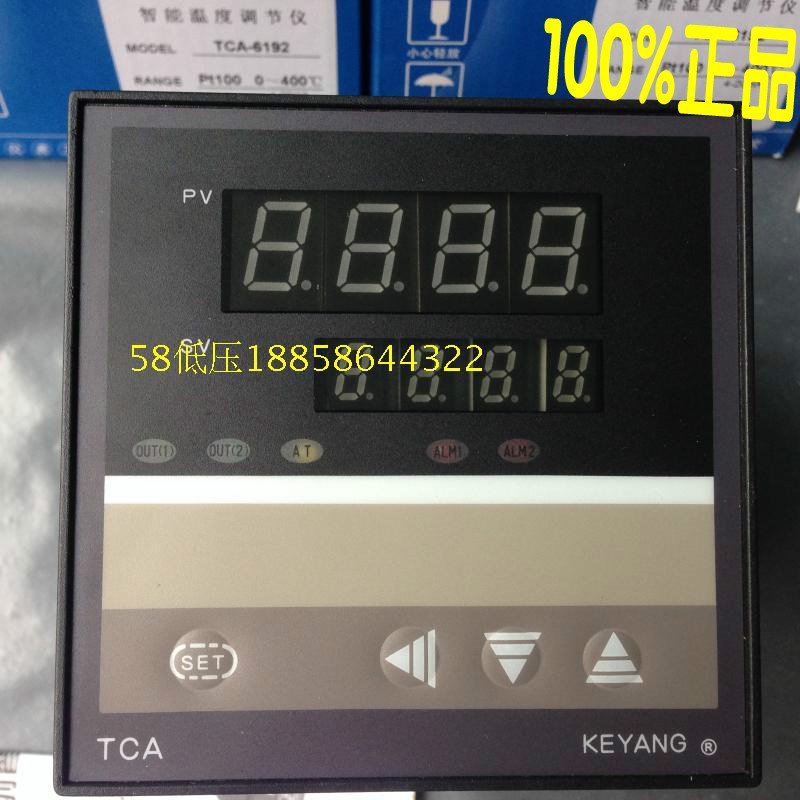 智能温度调节仪
MODEL TCA-6192
RANGE Pt100 0～400℃
小心轻放
100%正品
PV
SV
58低压18858644322
OUT(1) OUT(2) AT ALM1 ALM2
SET
TCA
KEYANG ®